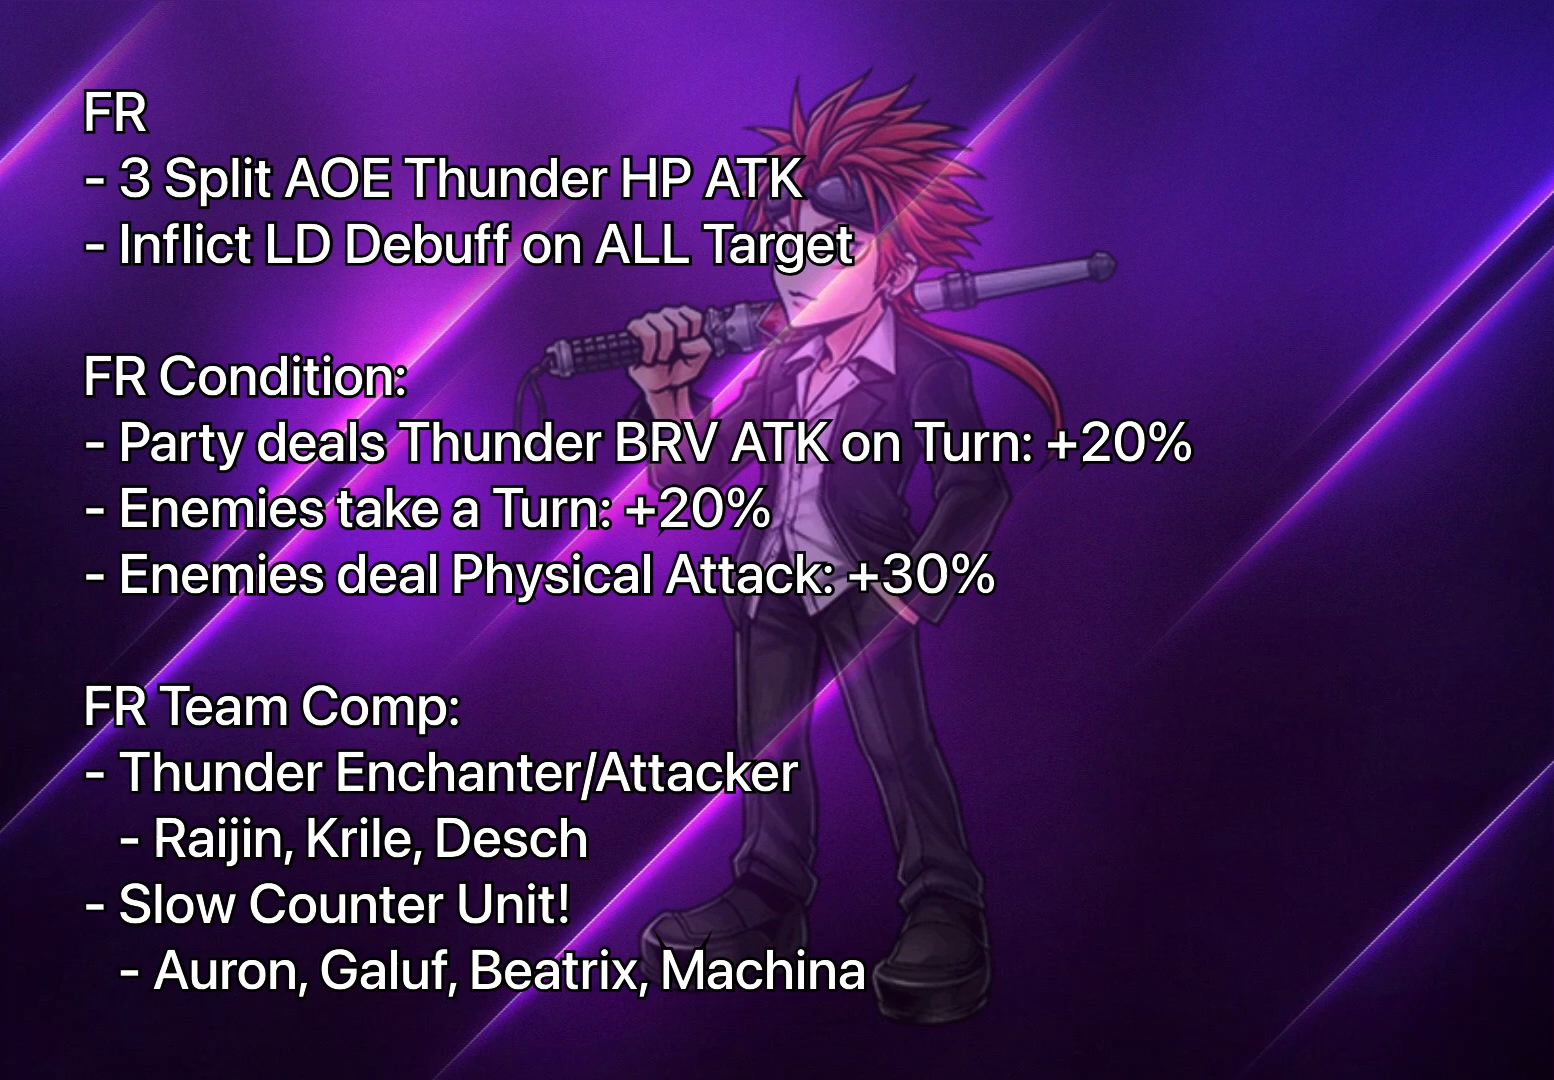 FR
- 3 Split AOE Thunder HP ATK
- Inflict LD Debuff on ALL Target
FR Condition:
- Party deals Thunder BRV ATK on Turn: +20%
- Enemies take a Turn: +20%
- Enemies deal Physical Attack: +30%
FR Team Comp:
- Thunder Enchanter/Attacker
- Raijin, Krile, Desch
- Slow Counter Unit!
- Auron, Galuf, Beatrix, Machina